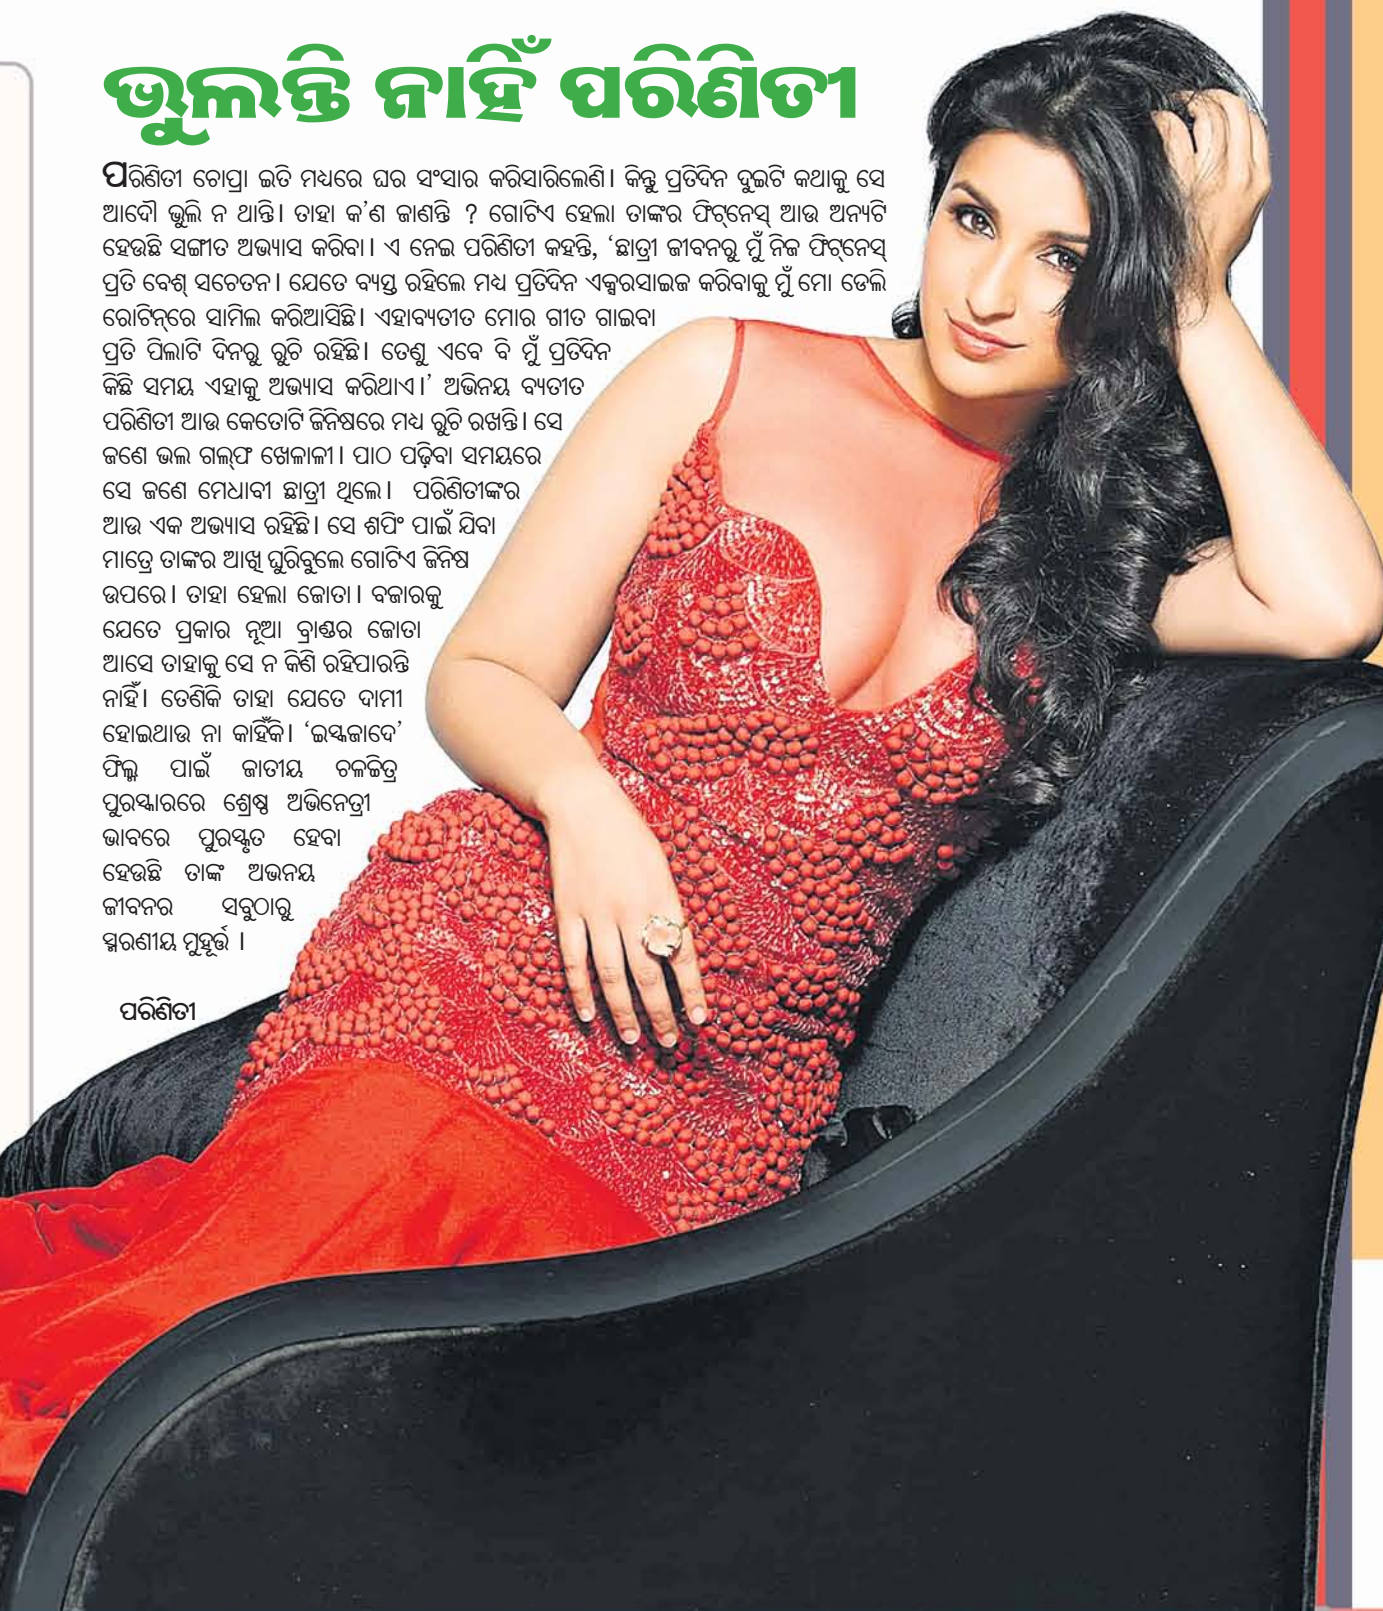 ଭୁଲନ୍ତି ନାହିଁ ପରିଣିତୀ
ପରିଣିତୀ ଚୋପ୍ରା ଇତି ମଧ୍ୟରେ ଘର ସଂସାର କରିସାରିଲେଣି। କିନ୍ତୁ ପ୍ରତିଦିନ ଦୁଇଟି କଥାକୁ ସେ
ଆଦୌ ଭୁଲି ନ ଥାନ୍ତି। ତାହା କ'ଣ ଜାଣନ୍ତି ? ଗୋଟିଏ ହେଲା ତାଙ୍କର ଫିଟ୍‌ନେସ୍ ଆଉ ଅନ୍ୟଟି
ହେଉଛି ସଙ୍ଗୀତ ଅଭ୍ୟାସ କରିବା। ଏ ନେଇ ପରିଣିତୀ କହନ୍ତି, ‘ଛାତ୍ରୀ ଜୀବନରୁ ମୁଁ ନିଜ ଫିଟ୍‌ନେସ୍
ପ୍ରତି ବେଶ୍ ସଚେତନ। ଯେତେ ବ୍ୟସ୍ତ ରହିଲେ ମଧ୍ୟ ପ୍ରତିଦିନ ଏକ୍ସରସାଇଜ କରିବାକୁ ମୁଁ ମୋ ଡେଲି
ରୋଟିନ୍‌ରେ ସାମିଲ କରିଆସିଛି। ଏହାବ୍ୟତୀତ ମୋର ଗୀତ ଗାଇବା
ପ୍ରତି ପିଲାଟି ଦିନରୁ ରୁଚି ରହିଛି। ତେଣୁ ଏବେ ବି ମୁଁ ପ୍ରତିଦିନ
କିଛି ସମୟ ଏହାକୁ ଅଭ୍ୟାସ କରିଥାଏ।’ ଅଭିନୟ ବ୍ୟତୀତ
ପରିଣିତୀ ଆଉ କେତୋଟି ଜିନିଷରେ ମଧ୍ୟ ରୁଚି ରଖନ୍ତି। ସେ
ଜଣେ ଭଲ ଗଲ୍‌ଫ ଖେଳାଳୀ। ପାଠ ପଢ଼ିବା ସମୟରେ
ସେ ଜଣେ ମେଧାବୀ ଛାତ୍ରୀ ଥିଲେ। ପରିଣିତୀଙ୍କର
ଆଉ ଏକ ଅଭ୍ୟାସ ରହିଛି। ସେ ଶପିଂ ପାଇଁ ଯିବା
ମାତ୍ରେ ତାଙ୍କର ଆଖି ଘୁରିବୁଲେ ଗୋଟିଏ ଜିନିଷ
ଉପରେ। ତାହା ହେଲା ଜୋତା। ବଜାରକୁ
ଯେତେ ପ୍ରକାର ନୂଆ ବ୍ରାଣ୍ଡର ଜୋତା
ଆସେ ତାହାକୁ ସେ ନ କିଣି ରହିପାରନ୍ତି
ନାହିଁ। ତେଣିକି ତାହା ଯେତେ ଦାମୀ
ହୋଇଥାଉ ନା କାହିଁକି। ‘ଇସ୍କଜାଦେ’
ଫିଲ୍ମ ପାଇଁ ଜାତୀୟ ଚଳଚ୍ଚିତ୍ର
ପୁରସ୍କାରରେ ଶ୍ରେଷ୍ଠ ଅଭିନେତ୍ରୀ
ଭାବରେ ପୁରସ୍କୃତ ହେବା
ହେଉଛି ତାଙ୍କ ଅଭନୟ
ଜୀବନର ସବୁଠାରୁ
ସ୍ମରଣୀୟ ମୁହୂର୍ତ୍ତ ।
ପରିଣିତୀ